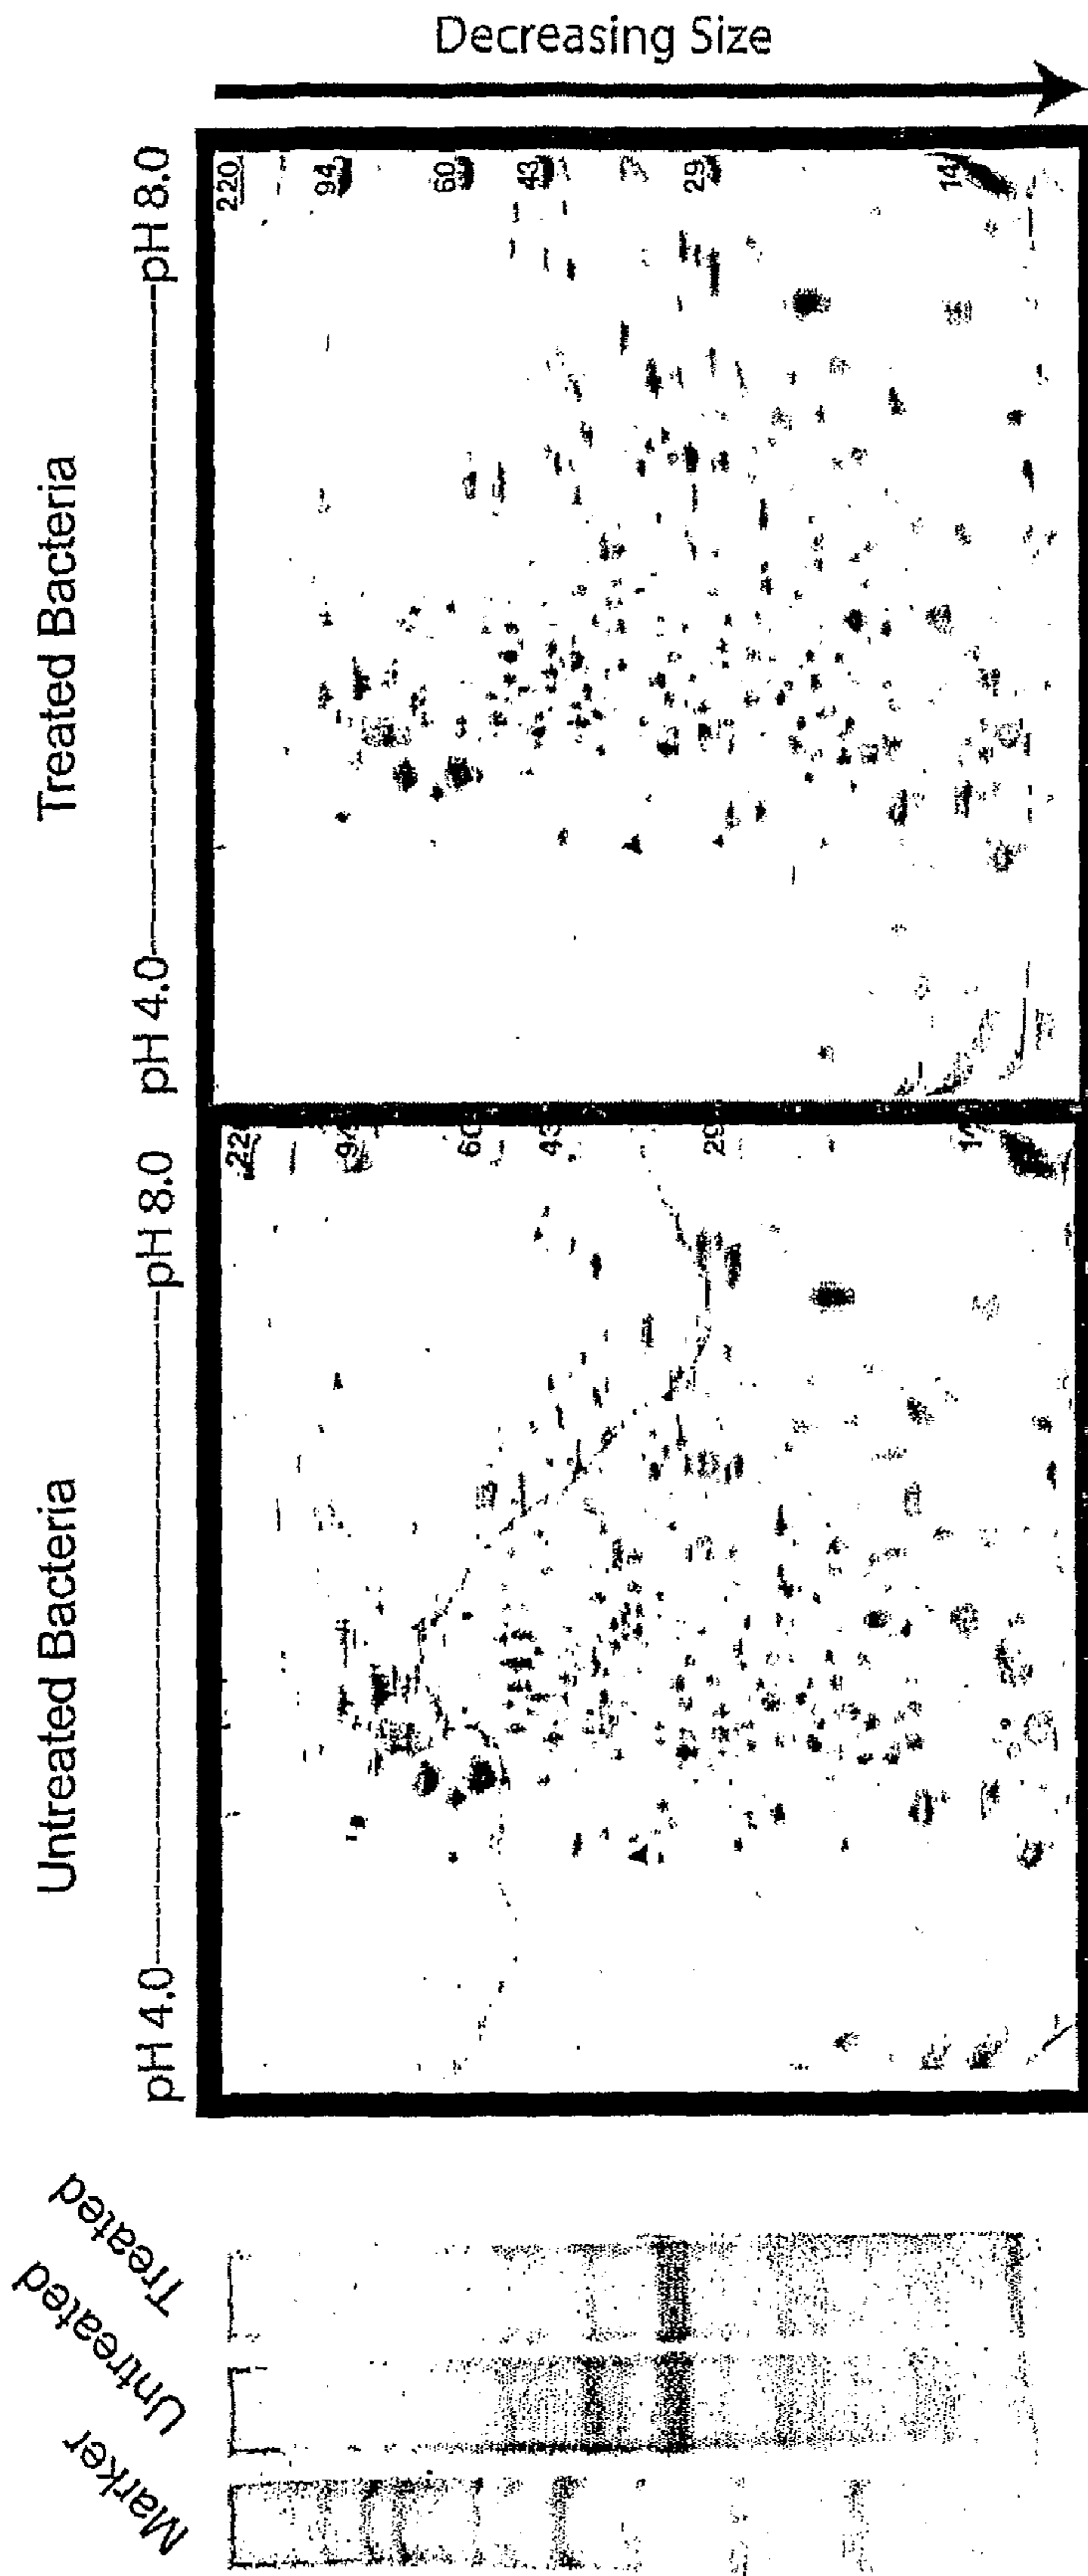 Decreasing Size
Treated Bacteria
pH 4.0
pH 8.0
220
94
60
43
29
14
Untreated Bacteria
pH 4.0
pH 8.0
22
94
60
43
29
Treated
Untreated
Marker